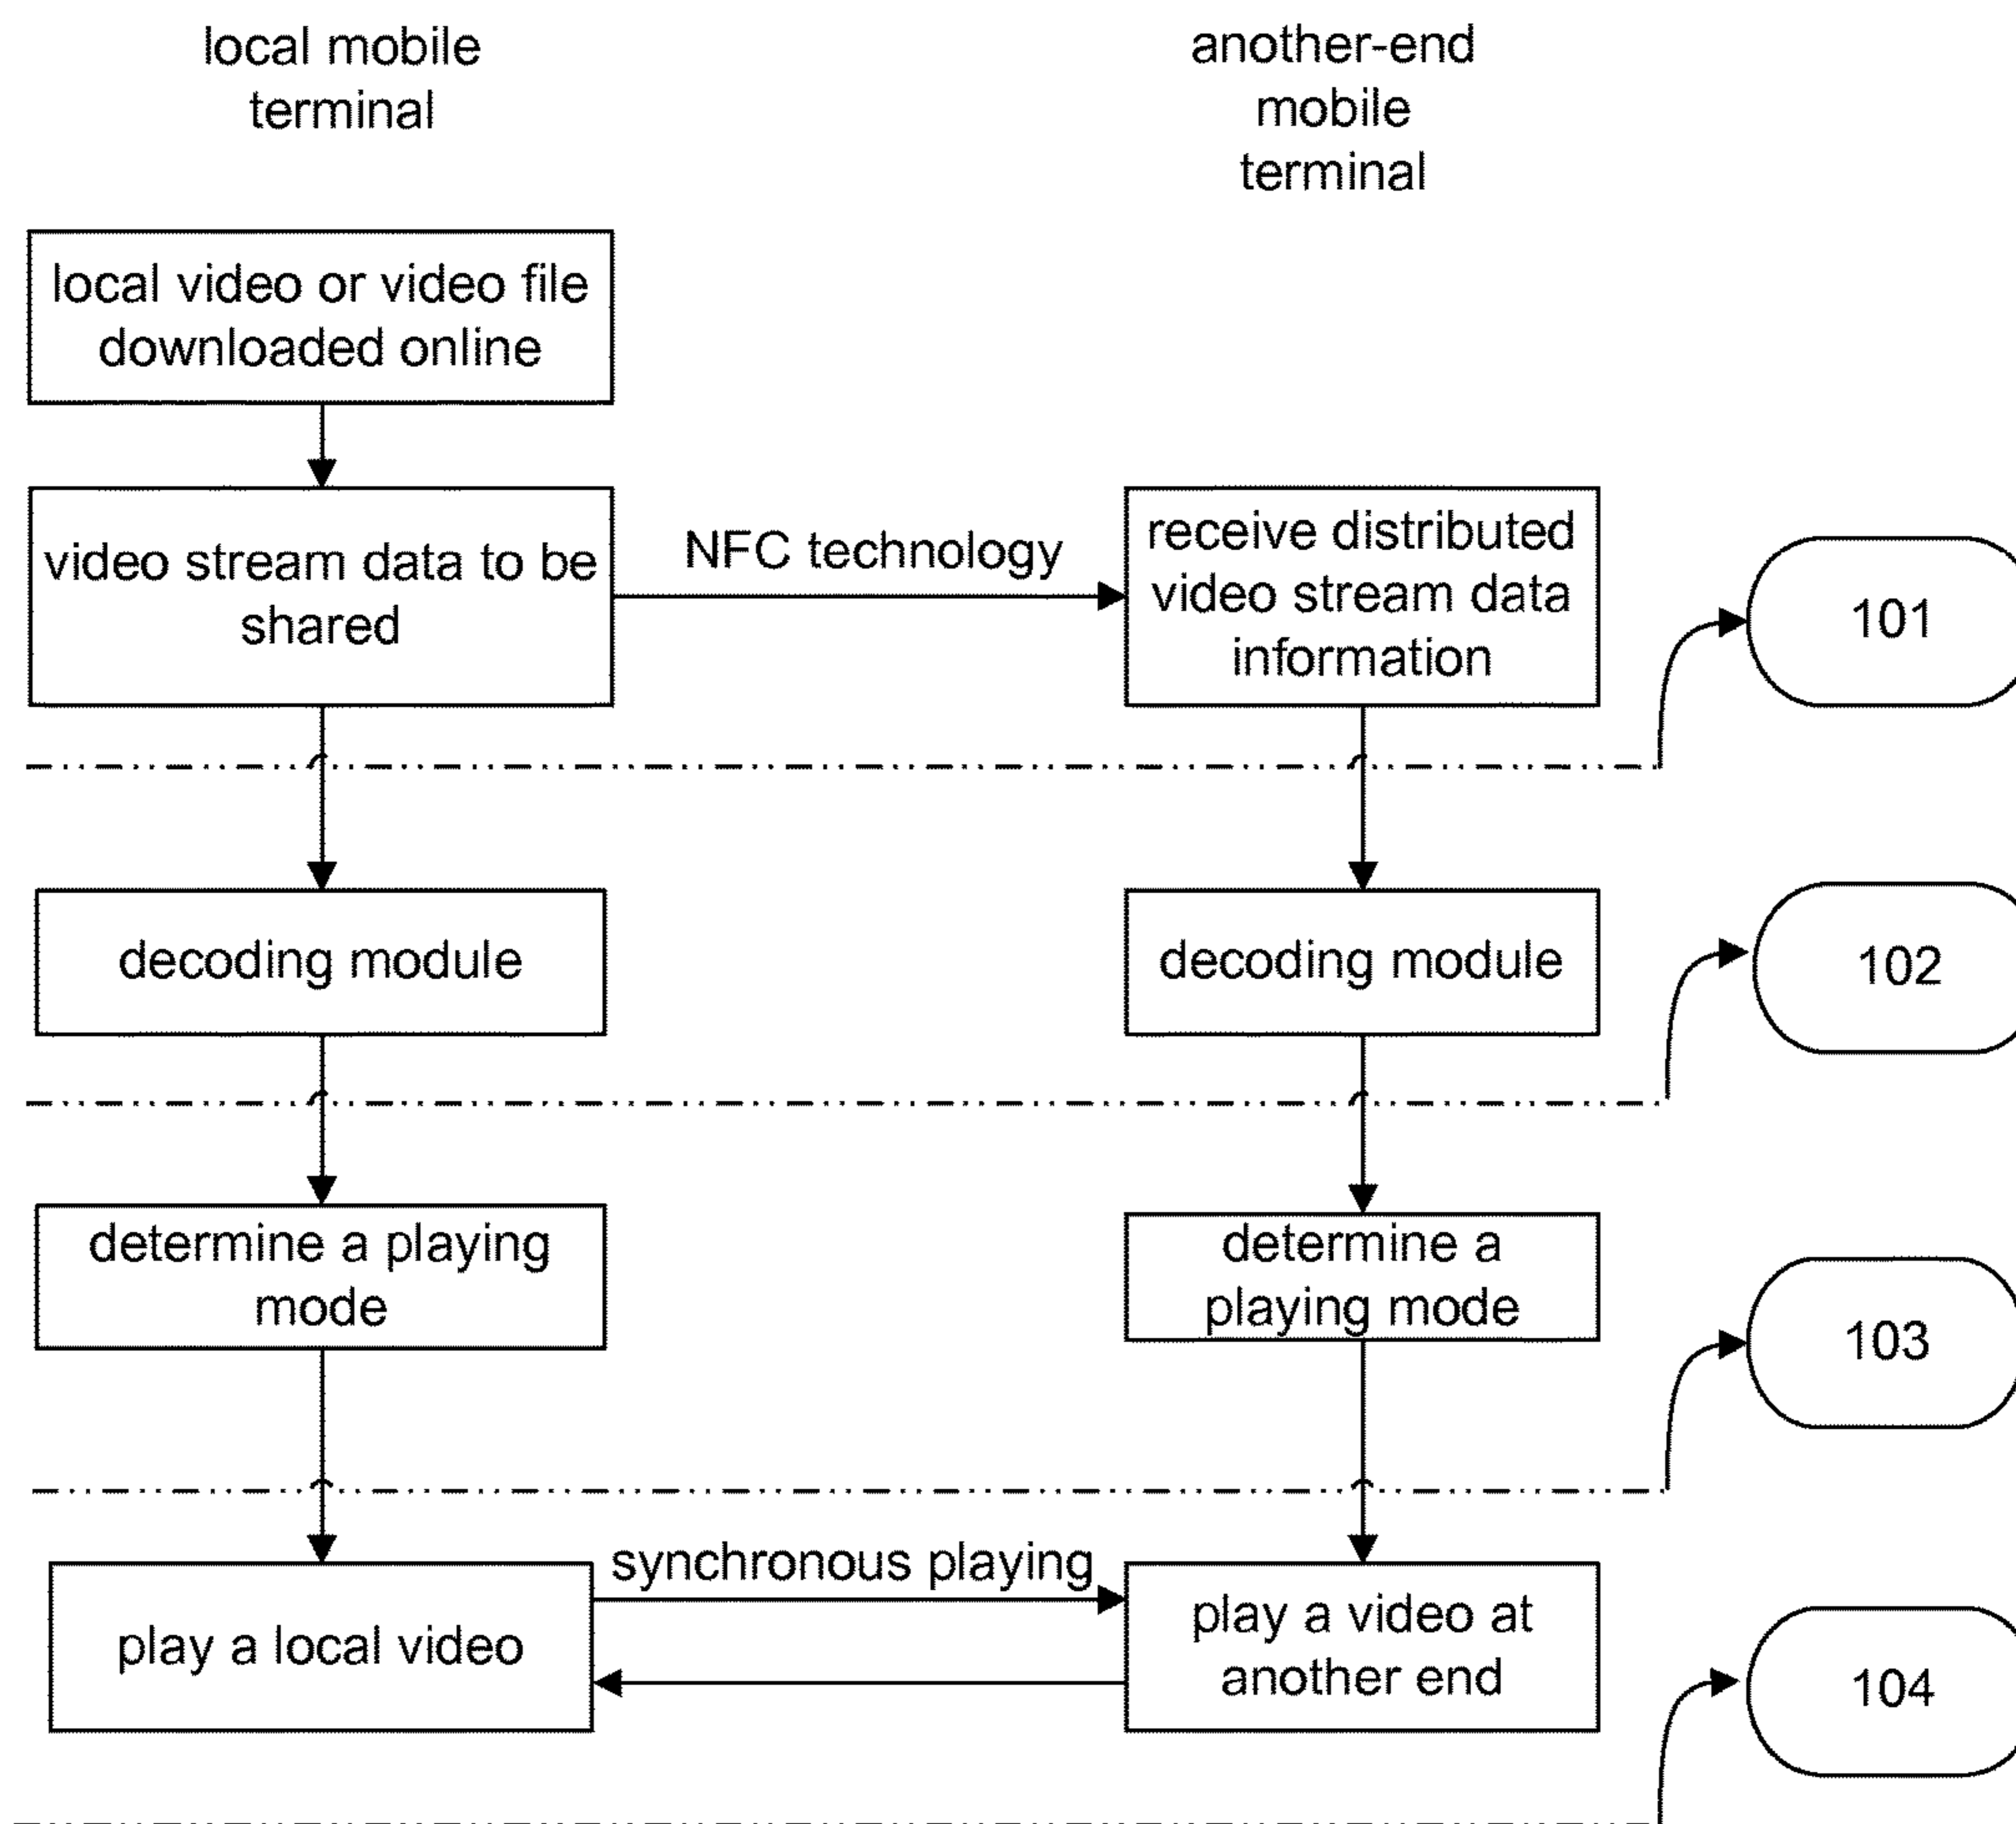 local mobile
terminal
another-end
mobile
terminal
local video or video file
downloaded online
video stream data to be
shared
NFC technology
receive distributed
video stream data
information
101
decoding module
decoding module
102
determine a playing
mode
determine a
playing mode
103
play a local video
synchronous playing
play a video at
another end
104